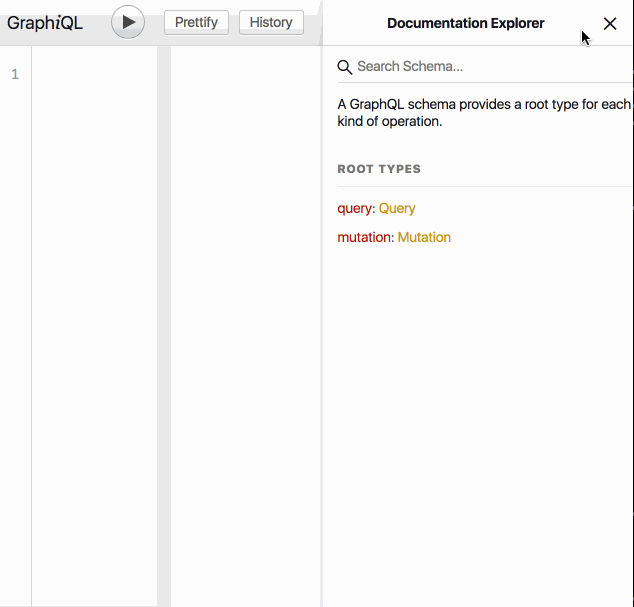 GraphiQL
Prettify
History
1
Documentation Explorer
Search Schema...
A GraphQL schema provides a root type for each
kind of operation.
ROOT TYPES
query: Query
mutation: Mutation